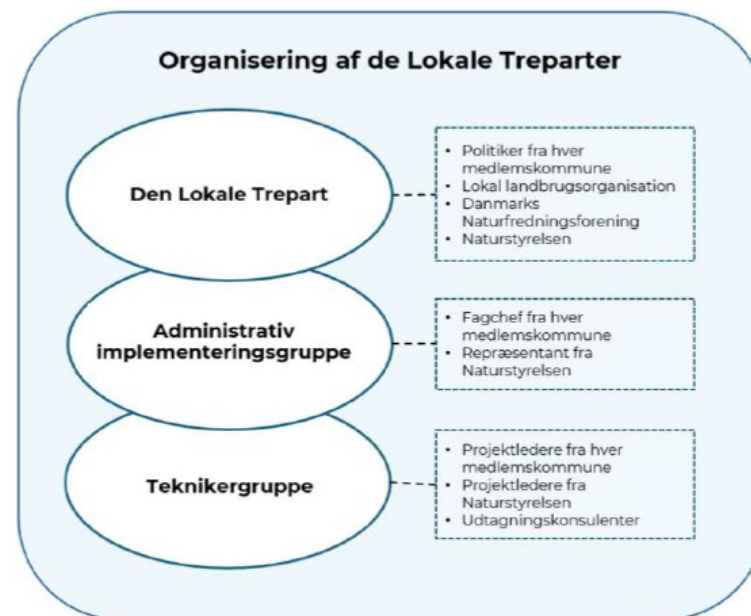 Organisering af de Lokale Treparter
Den Lokale Trepart
• Politiker fra hver
medlemskommune
• Lokal landbrugsorganisation
• Danmarks
Naturfredningsforening
• Naturstyrelsen
Administrativ
implementeringsgruppe
• Fagchef fra hver
medlemskommune
• Repræsentant fra
Naturstyrelsen
Teknikergruppe
• Projektledere fra hver
medlemskommune
• Projektledere fra
Naturstyrelsen
• Udtagningskonsulenter